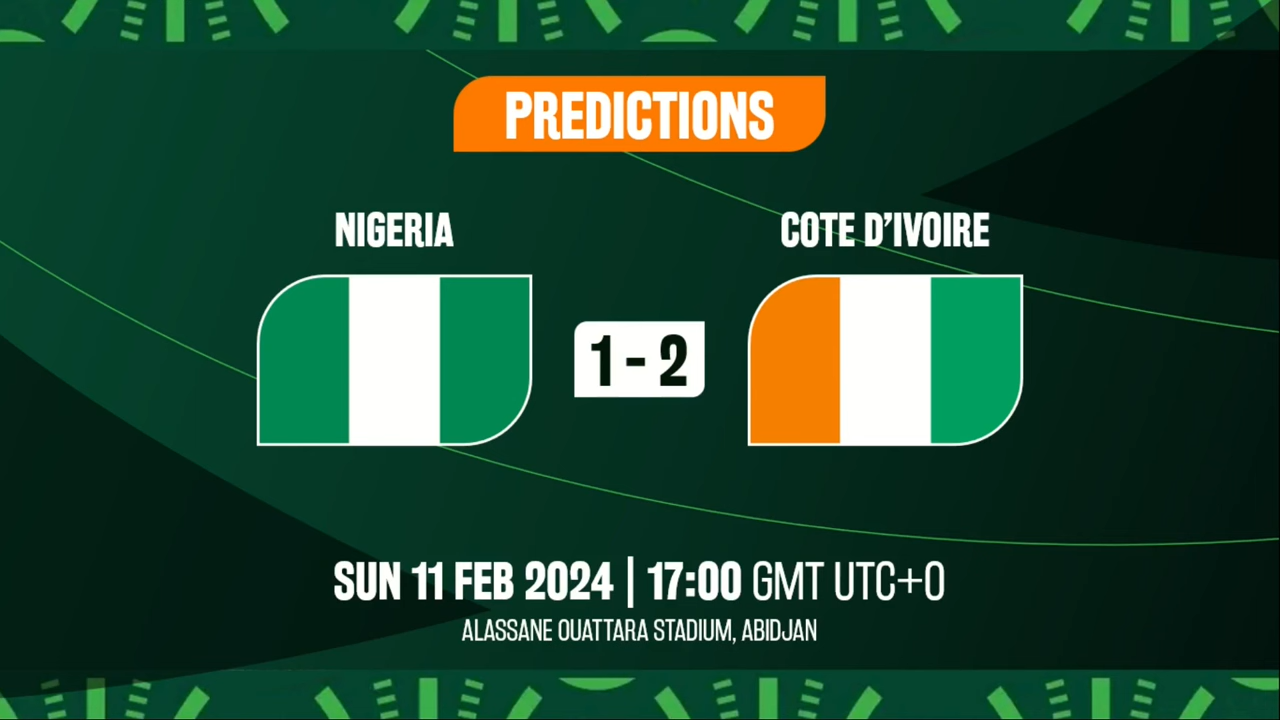 PREDICTIONS
NIGERIA
COTE D'IVOIRE
1 - 2
SUN 11 FEB 2024 | 17:00 GMT UTC+0
ALASSANE OUATTARA STADIUM, ABIDJAN